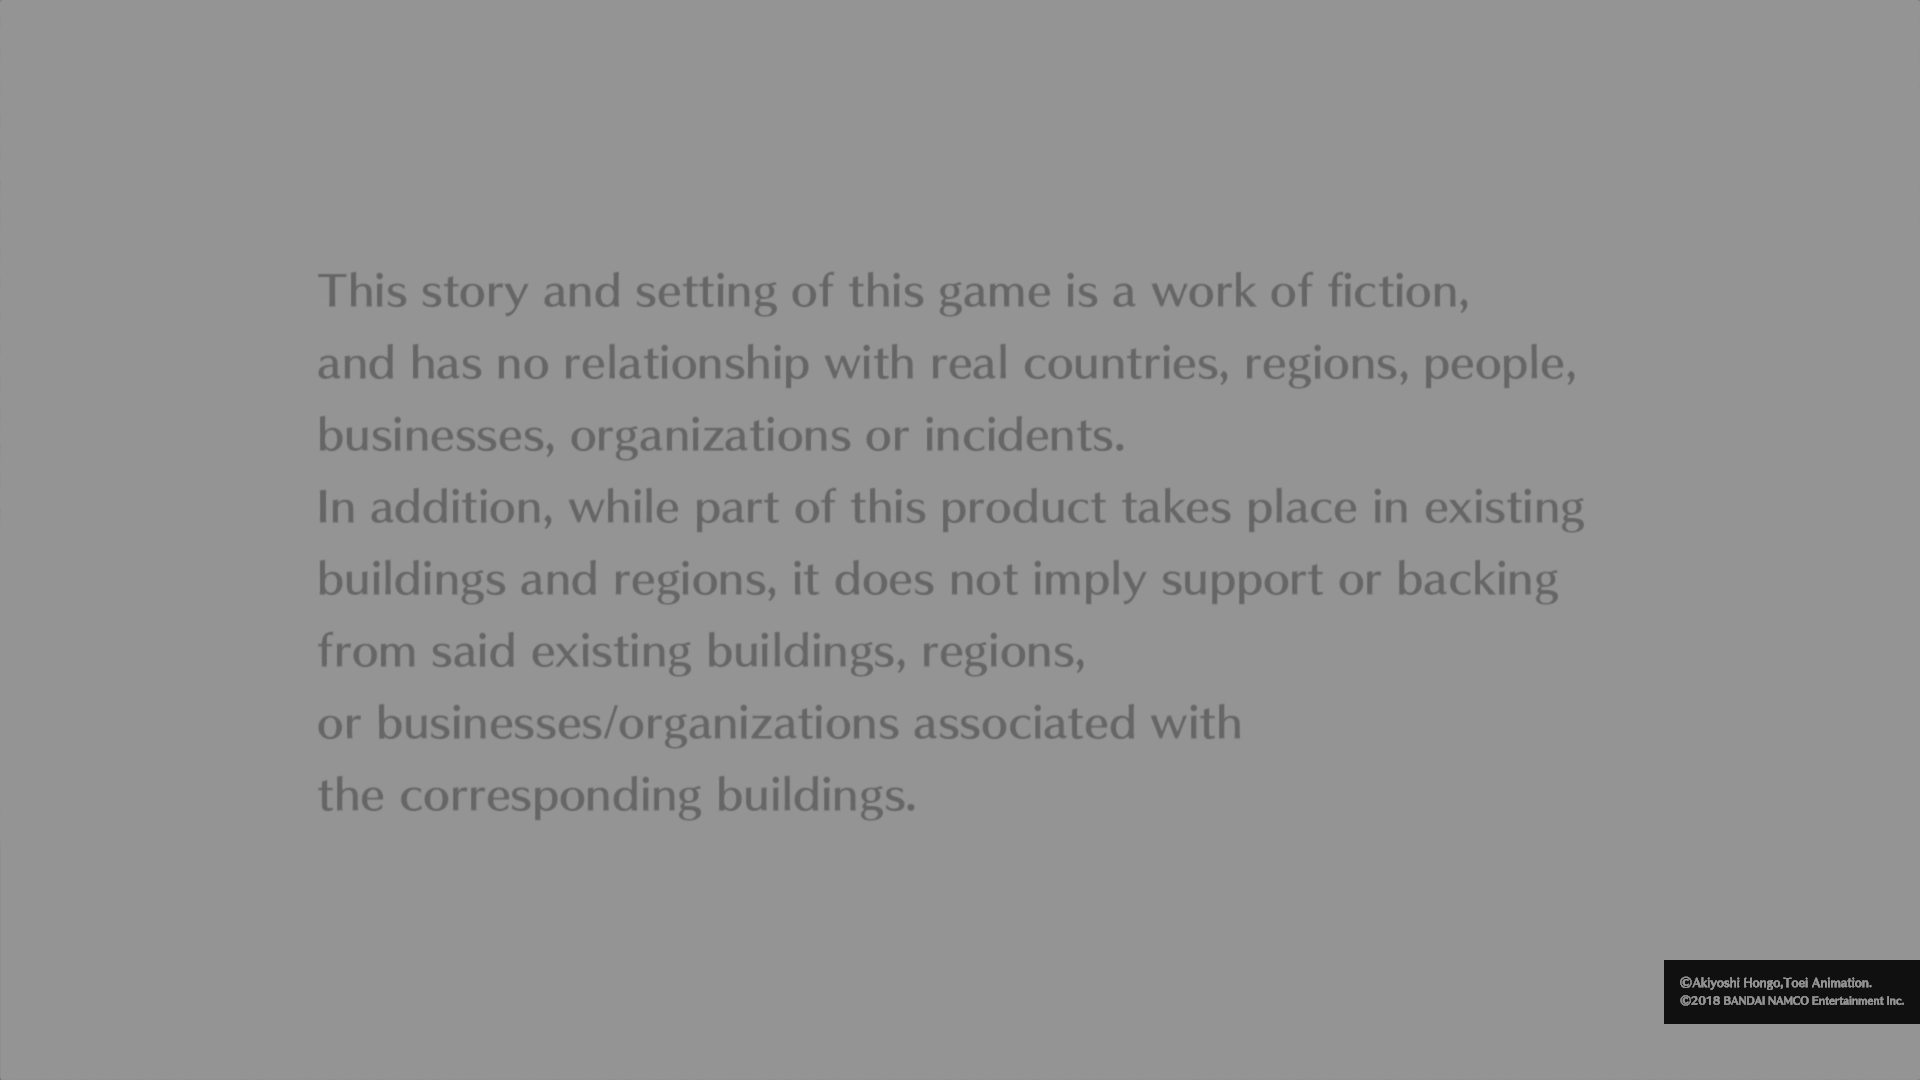 This story and setting of this game is a work of fiction,
and has no relationship with real countries, regions, people,
businesses, organizations or incidents.
In addition, while part of this product takes place in existing
buildings and regions, it does not imply support or backing
from said existing buildings, regions,
or businesses/organizations associated with
the corresponding buildings.
©Akiyoshi Hongo,Toei Animation.
©2018 BANDAI NAMCO Entertainment Inc.